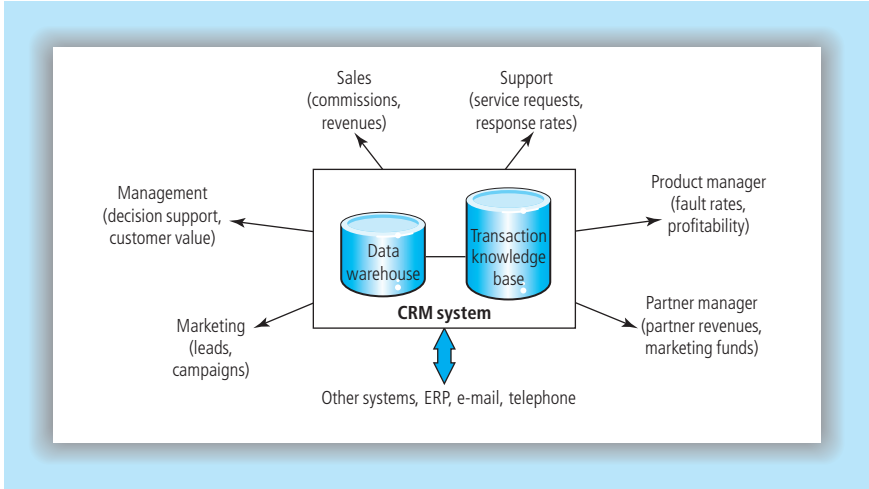 Sales
(commissions,
revenues)
Support
(service requests,
response rates)
Management
(decision support,
customer value)
Product manager
(fault rates,
profitability)
Data
warehouse
Transaction
knowledge
base
CRM system
Marketing
(leads,
campaigns)
Partner manager
(partner revenues,
marketing funds)
Other systems, ERP, e-mail, telephone